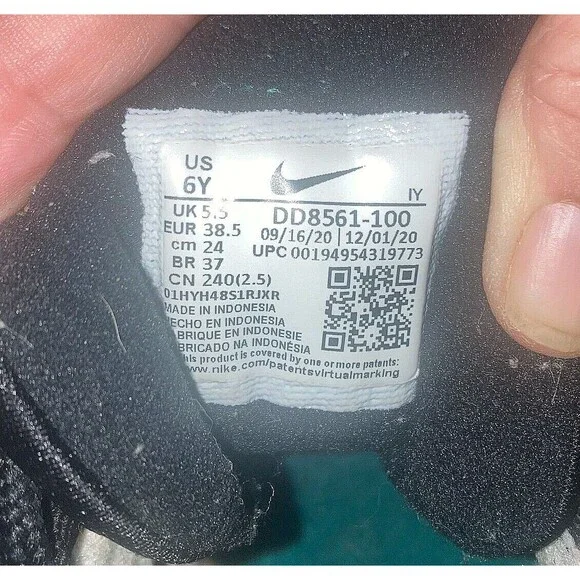 US
6Y
IY
UK 5.5
EUR 38.5
cm 24
BR 37
CN 240(2.5)
DD8561-100
09/16/20 | 12/01/20
UPC 00194954319773
01HYH48S1RJXR
MADE IN INDONESIA
HECHO EN INDONESIA
FABRIQUE EN INDONESIE
FABRICADO NA INDONÉSIA
This product is covered by one or more patents:
www.nike.com/patentsvirtualmarking